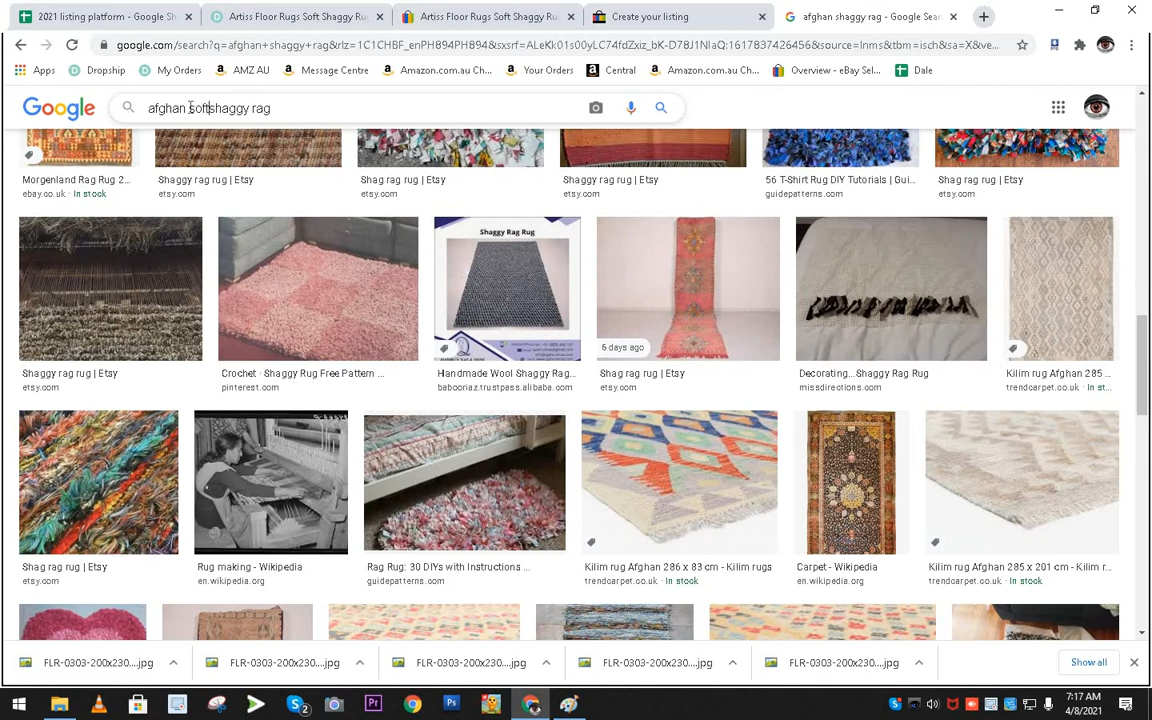 2021 listing platform - Google Sh
Artiss Floor Rugs Soft Shaggy Ru
Artiss Floor Rugs Soft Shaggy Ru
Create your listing
afghan shaggy rag - Google Sear
google.com/search?q=afghan+shaggy+rag&rlz=1C1CHBF_enPH894PH894&sxsrf=ALeKk01s00yLC74fdZxiz_bK-D78J1NIaQ:1617837426456&source=lnms&tbm=isch&sa=X&ve...
Apps Dropship My Orders AMZ AU Message Centre Amazon.com.au Ch... Your Orders Central Amazon.com.au Ch... Overview - eBay Sel... Dale
Google
afghan softshaggy rag
Morgenland Rag Rug 2... Shaggy rag rug | Etsy Shag rag rug | Etsy Shaggy rag rug | Etsy 56 T-Shirt Rug DIY Tutorials | Gui... Shag rag rug | Etsy
ebay.co.uk · In stock etsy.com etsy.com etsy.com guidepatterns.com etsy.com
Shaggy Rag Rug
6 days ago
Shaggy rag rug | Etsy Crochet · Shaggy Rug Free Pattern ... Handmade Wool Shaggy Rag... Shag rag rug | Etsy Decorating...Shaggy Rag Rug Kilim rug Afghan 285 ...
etsy.com pinterest.com babooriaz.trustpass.alibaba.com etsy.com missdirections.com trendcarpet.co.uk · In st...
Shag rag rug | Etsy Rug making - Wikipedia Rag Rug: 30 DIYs with Instructions ... Kilim rug Afghan 286 x 83 cm - Kilim rugs Carpet - Wikipedia Kilim rug Afghan 285 x 201 cm - Kilim r...
etsy.com en.wikipedia.org guidepatterns.com trendcarpet.co.uk · In stock en.wikipedia.org trendcarpet.co.uk · In stock
FLR-0303-200x230....jpg FLR-0303-200x230....jpg FLR-0303-200x230....jpg FLR-0303-200x230....jpg FLR-0303-200x230....jpg Show all
7:17 AM
4/8/2021